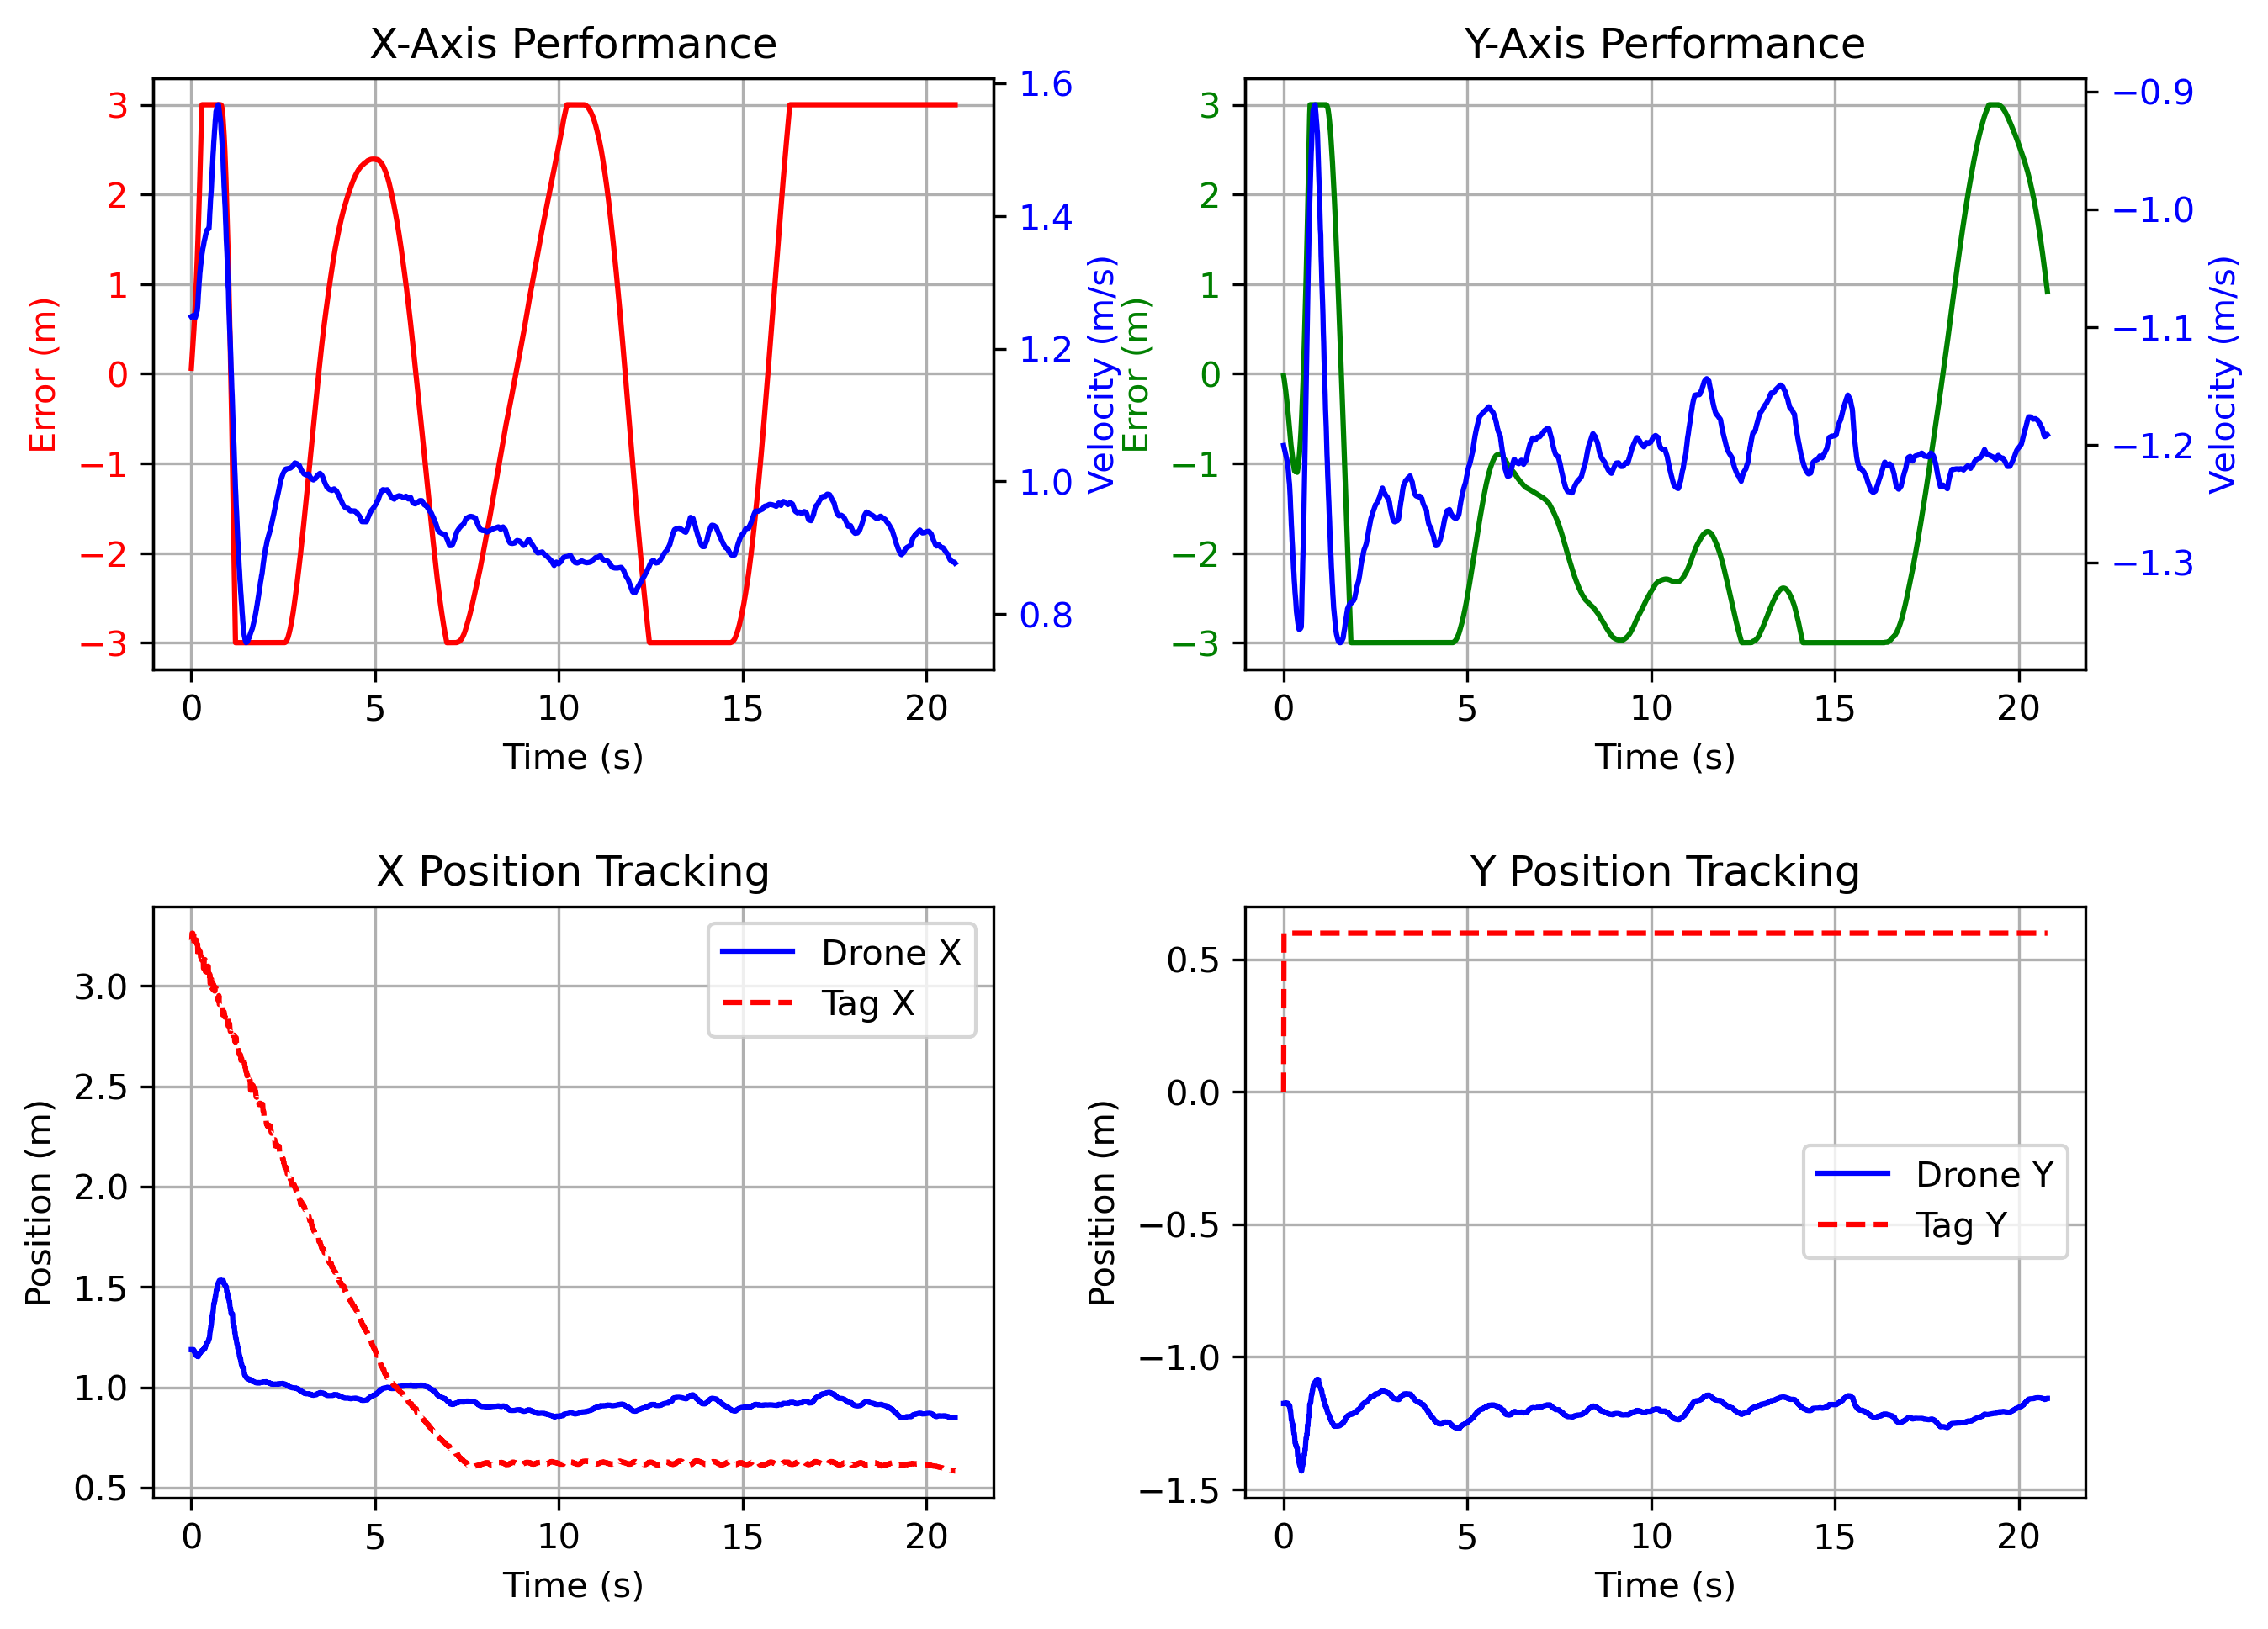 X-Axis Performance
3
2
1
0
−1
−2
−3
Error (m)
1.6
1.4
1.2
1.0
0.8
Velocity (m/s)
0 5 10 15 20
Time (s)
Y-Axis Performance
3
2
1
0
−1
−2
−3
Error (m)
−0.9
−1.0
−1.1
−1.2
−1.3
Velocity (m/s)
0 5 10 15 20
Time (s)
X Position Tracking
3.0
2.5
2.0
1.5
1.0
0.5
Position (m)
Drone X
Tag X
0 5 10 15 20
Time (s)
Y Position Tracking
0.5
0.0
−0.5
−1.0
−1.5
Position (m)
Drone Y
Tag Y
0 5 10 15 20
Time (s)